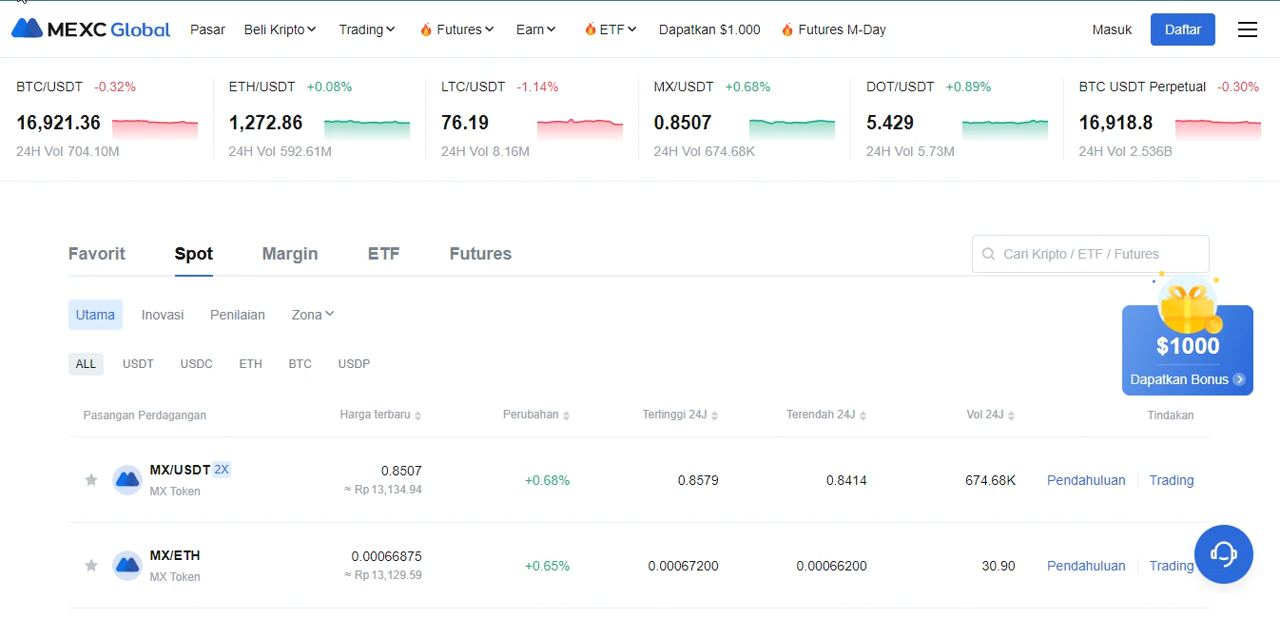 MEXC Global Pasar Beli Kripto Trading Futures Earn ETF Dapatkan $1.000 Futures M-Day Masuk Daftar
BTC/USDT -0.32% ETH/USDT +0.08% LTC/USDT -1.14% MX/USDT +0.68% DOT/USDT +0.89% BTC USDT Perpetual -0.30%
16,921.36 1,272.86 76.19 0.8507 5.429 16,918.8
24H Vol 704.10M 24H Vol 592.61M 24H Vol 8.16M 24H Vol 674.68K 24H Vol 5.73M 24H Vol 2.536B
Favorit Spot Margin ETF Futures Cari Kripto / ETF / Futures
Utama Inovasi Penilaian Zona
$1000
ALL USDT USDC ETH BTC USDP
Dapatkan Bonus
Pasangan Perdagangan Harga terbaru Perubahan Tertinggi 24J Terendah 24J Vol 24J Tindakan
MX/USDT 2X 0.8507 +0.68% 0.8579 0.8414 674.68K Pendahuluan Trading
MX Token ≈ Rp 13,134.94
MX/ETH 0.00066875 +0.65% 0.00067200 0.00066200 30.90 Pendahuluan Trading
MX Token ≈ Rp 13,129.59